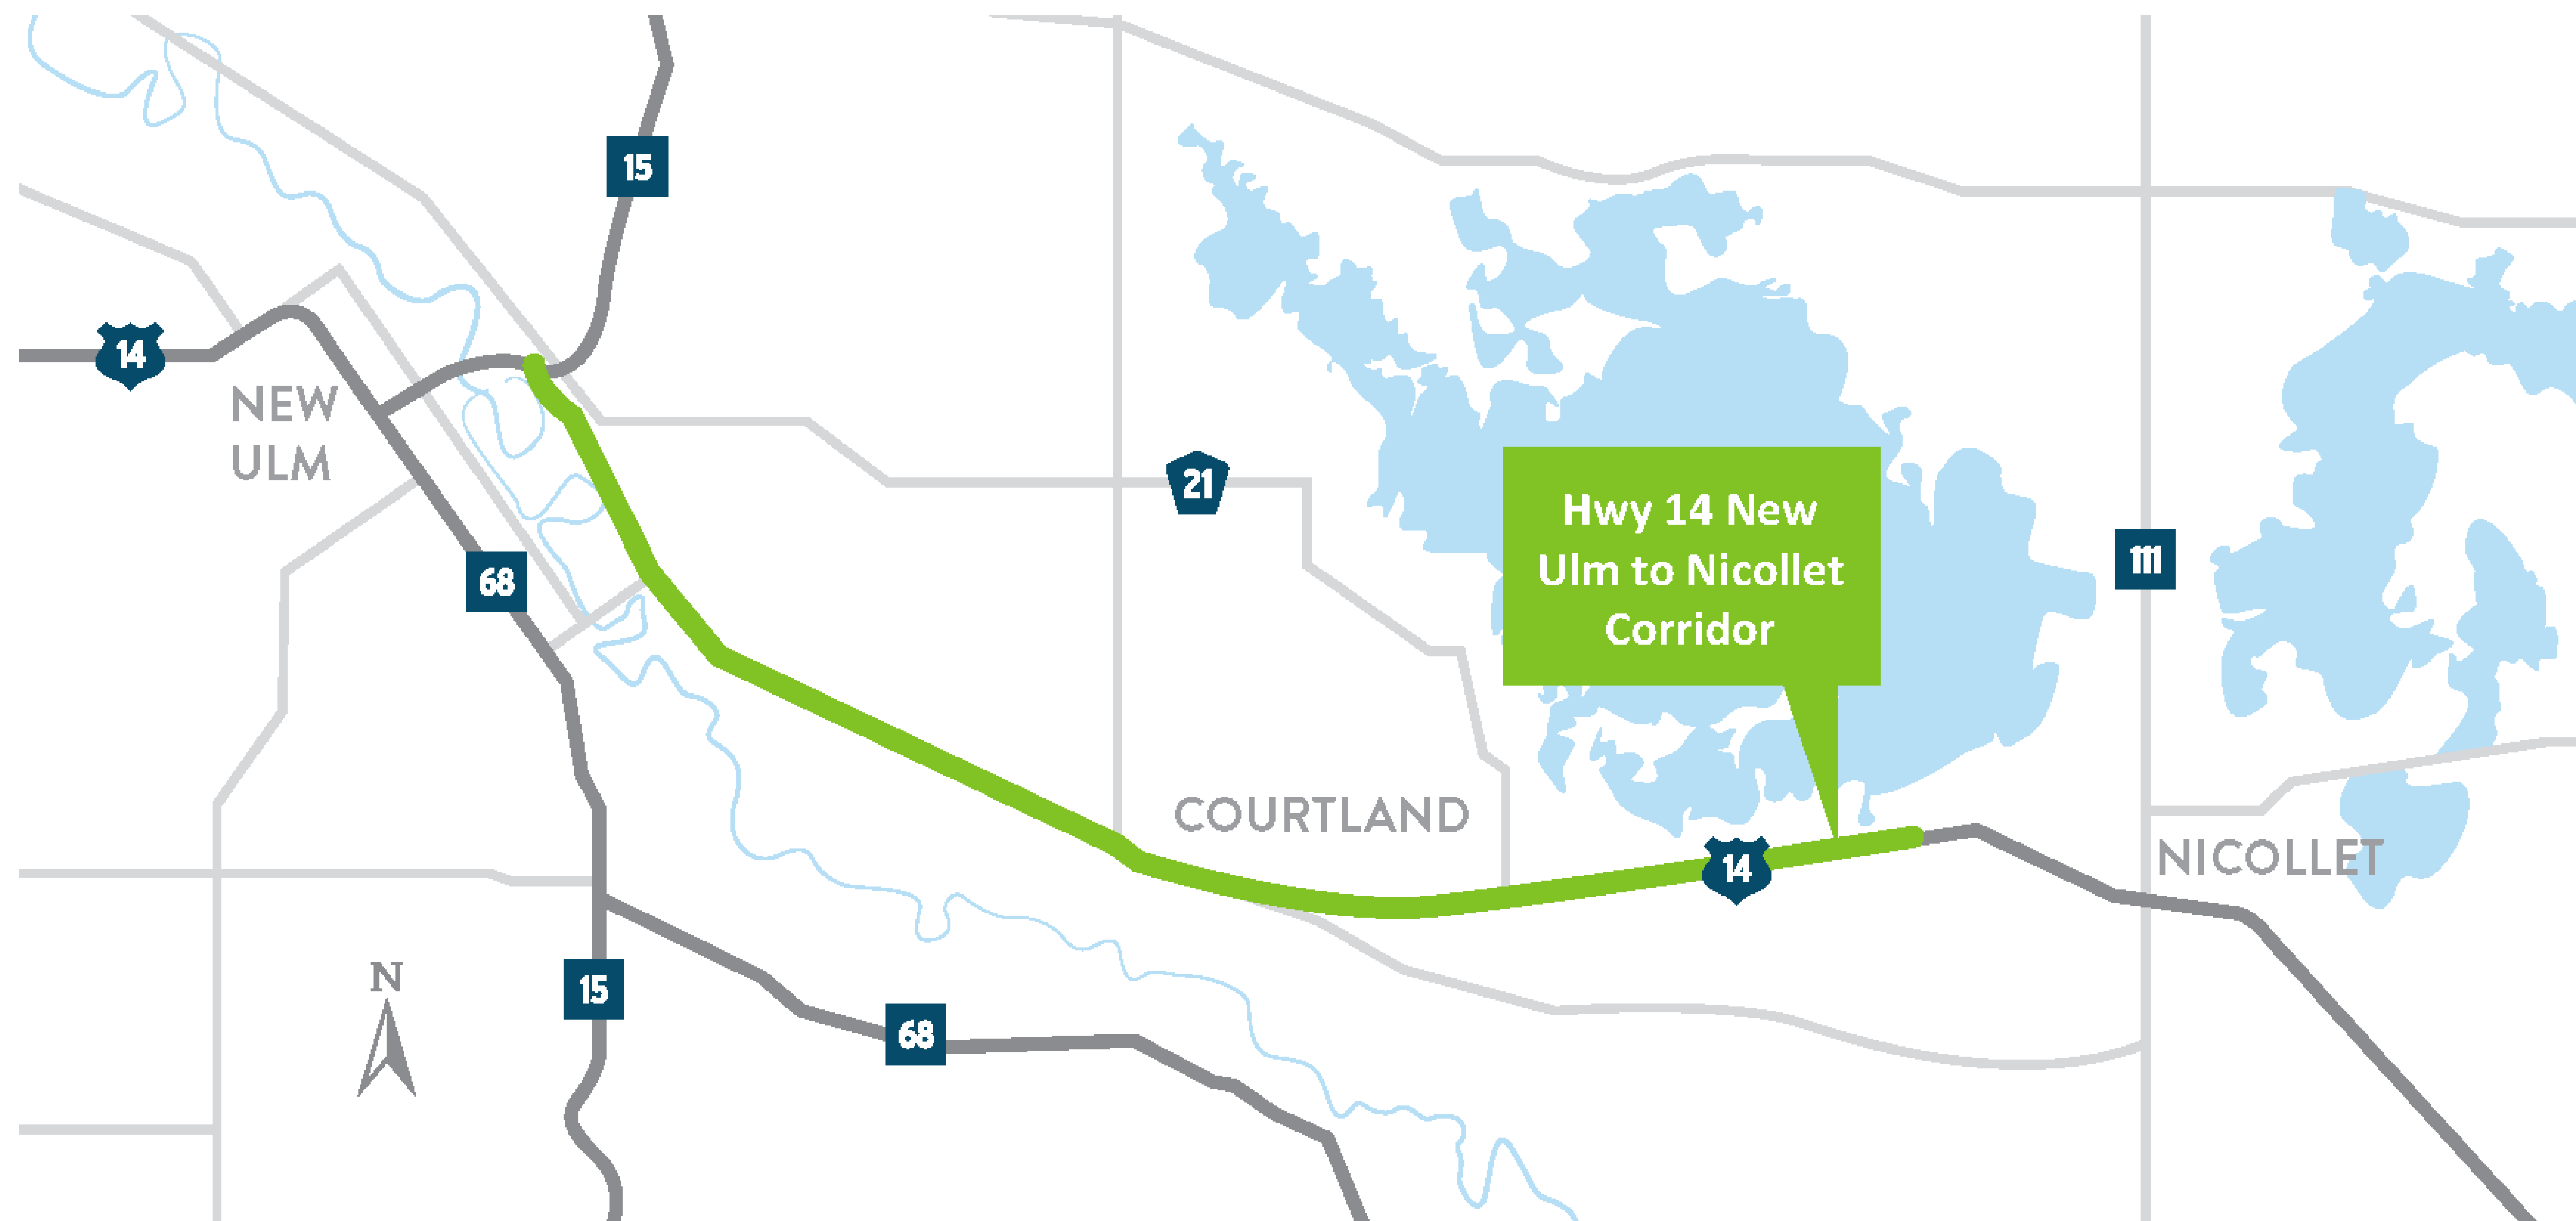 15
14
NEW
ULM
21
Hwy 14 New
Ulm to Nicollet
Corridor
111
68
COURTLAND
14
NICOLLET
N
15
68